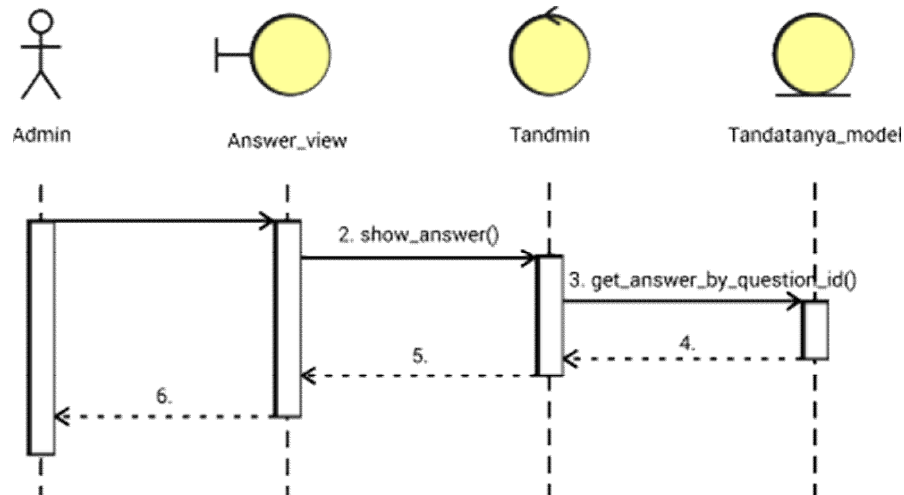 Admin
Answer_view
Tandmin
Tandatanya_model
2. show_answer()
3. get_answer_by_question_id()
4.
5.
6.